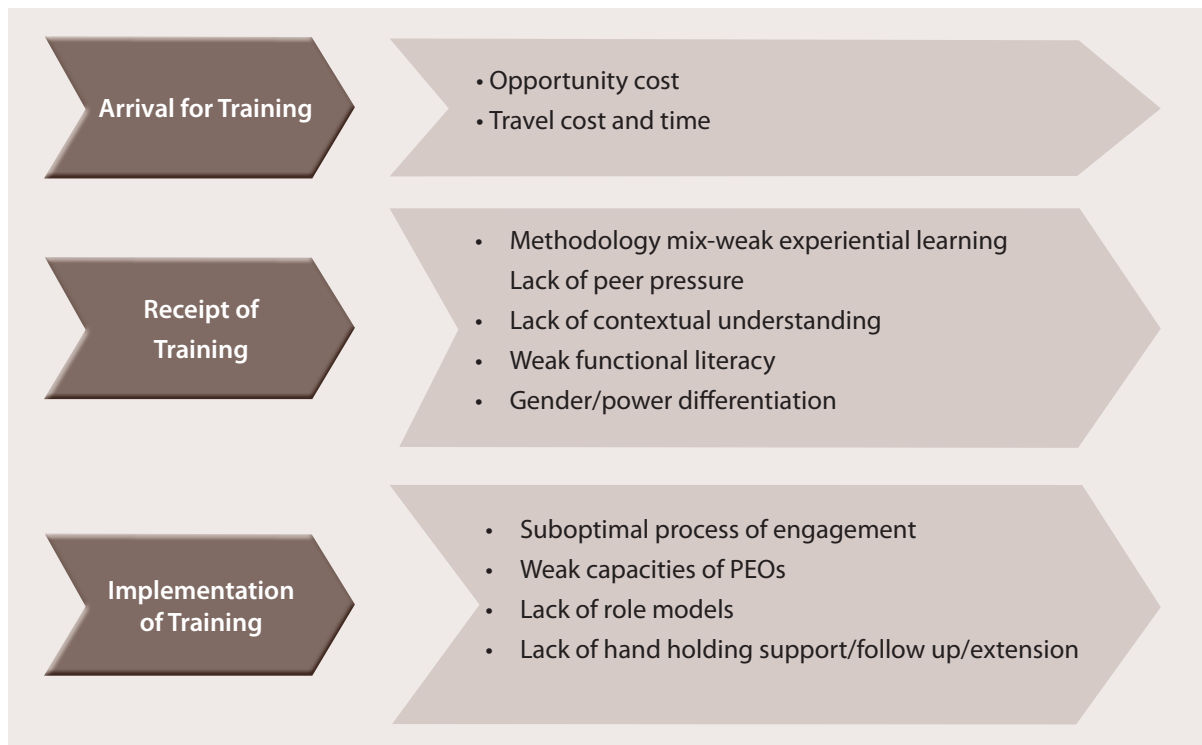 Arrival for Training
• Opportunity cost
• Travel cost and time
Receipt of
Training
• Methodology mix-weak experiential learning
Lack of peer pressure
• Lack of contextual understanding
• Weak functional literacy
• Gender/power differentiation
Implementation
of Training
• Suboptimal process of engagement
• Weak capacities of PEOs
• Lack of role models
• Lack of hand holding support/follow up/extension